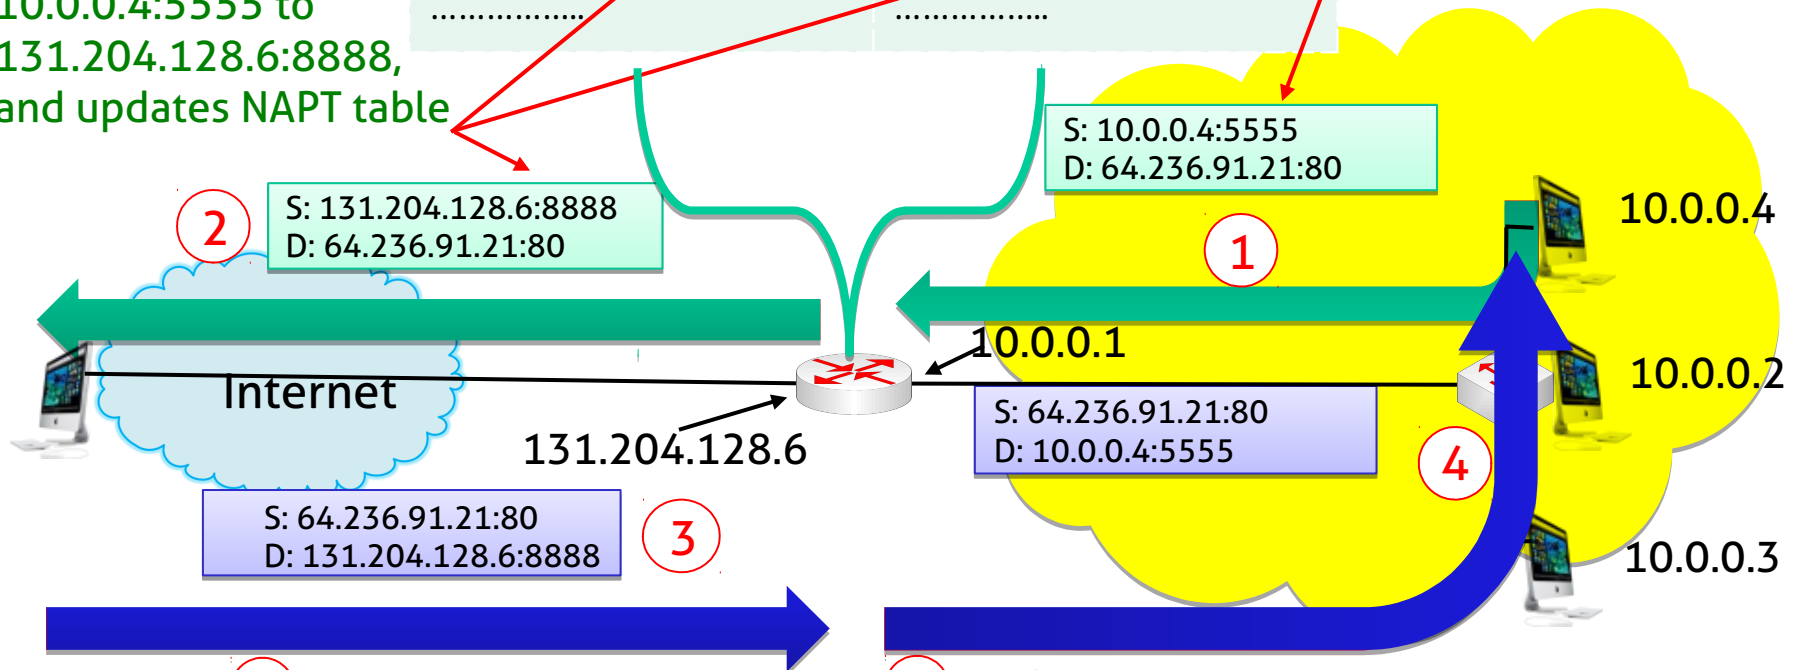 10.0.0.4:5555 to
131.204.128.6:8888,
and updates NAPT table
……………..
……………..
S: 10.0.0.4:5555
D: 64.236.91.21:80
2
S: 131.204.128.6:8888
D: 64.236.91.21:80
1
10.0.0.4
10.0.0.1
Internet
10.0.0.2
131.204.128.6
S: 64.236.91.21:80
D: 10.0.0.4:5555
4
S: 64.236.91.21:80
D: 131.204.128.6:8888
3
10.0.0.3